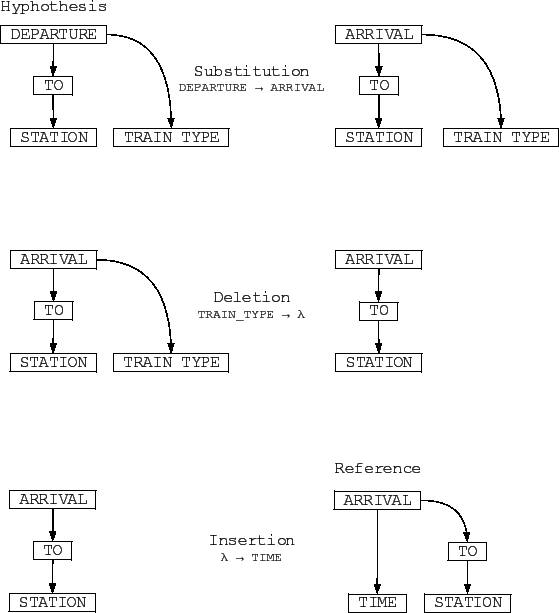 Hyphothesis
DEPARTURE
ARRIVAL
Substitution
DEPARTURE → ARRIVAL
TO
TO
STATION
TRAIN TYPE
STATION
TRAIN TYPE
ARRIVAL
ARRIVAL
Deletion
TRAIN_TYPE → λ
TO
TO
STATION
TRAIN TYPE
STATION
Reference
ARRIVAL
ARRIVAL
Insertion
λ → TIME
TO
TO
STATION
TIME
STATION